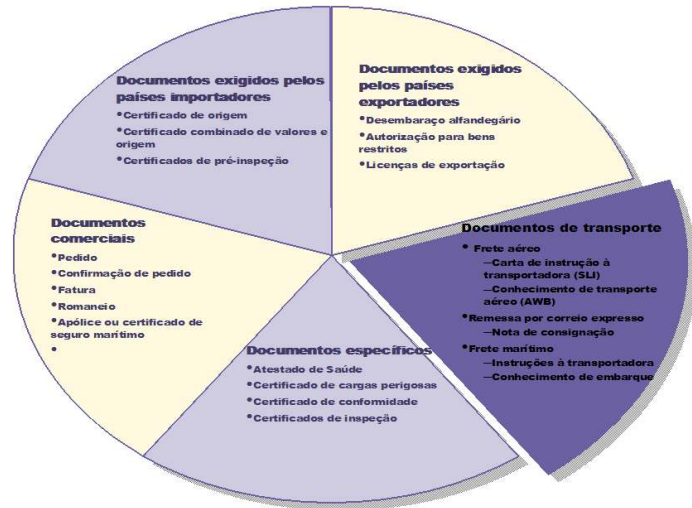 Documentos exigidos pelos
países importadores
•Certificado de origem
•Certificado combinado de valores e
origem
•Certificados de pré-inspeção
Documentos exigidos
pelos países
exportadores
•Desembaraço alfandegário
•Autorização para bens
restritos
•Licenças de exportação
Documentos
comerciais
•Pedido
•Confirmação de pedido
•Fatura
•Romaneio
•Apólice ou certificado de
seguro marítimo
•
Documentos de transporte
• Frete aéreo
—Carta de instrução à
transportadora (SLI)
—Conhecimento de transporte
aéreo (AWB)
•Remessa por correio expresso
—Nota de consignação
•Frete marítimo
—Instruções à transportadora
—Conhecimento de embarque
Documentos específicos
•Atestado de Saúde
•Certificado de cargas perigosas
•Certificado de conformidade
•Certificados de inspeção